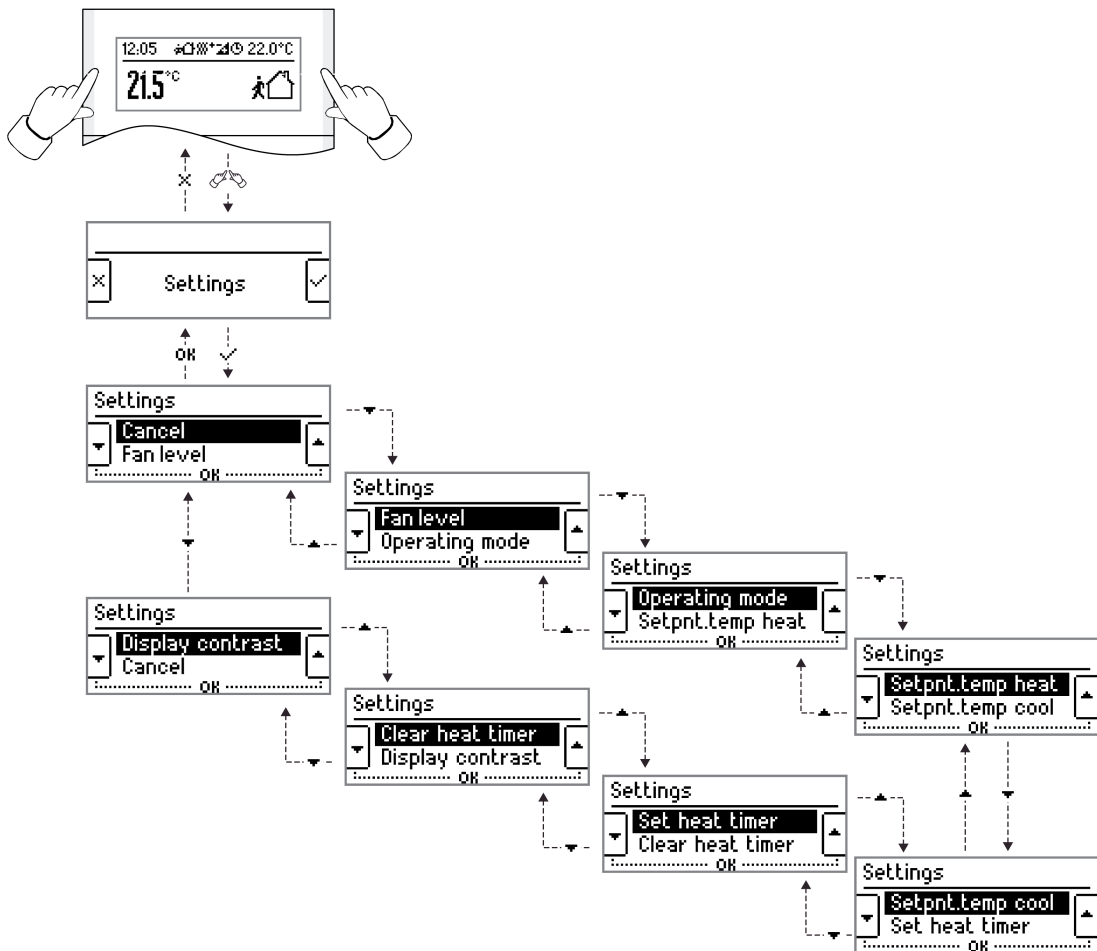 12:05 22.0°C
21.5°C
Settings
OK
Settings
Cancel
Fan level
OK
Settings
Fan level
Operating mode
OK
Settings
Operating mode
Setpnt.temp heat
OK
Settings
Setpnt.temp heat
Setpnt.temp cool
OK
Settings
Display contrast
Cancel
OK
Settings
Clear heat timer
Display contrast
OK
Settings
Set heat timer
Clear heat timer
OK
Settings
Setpnt.temp cool
Set heat timer
OK